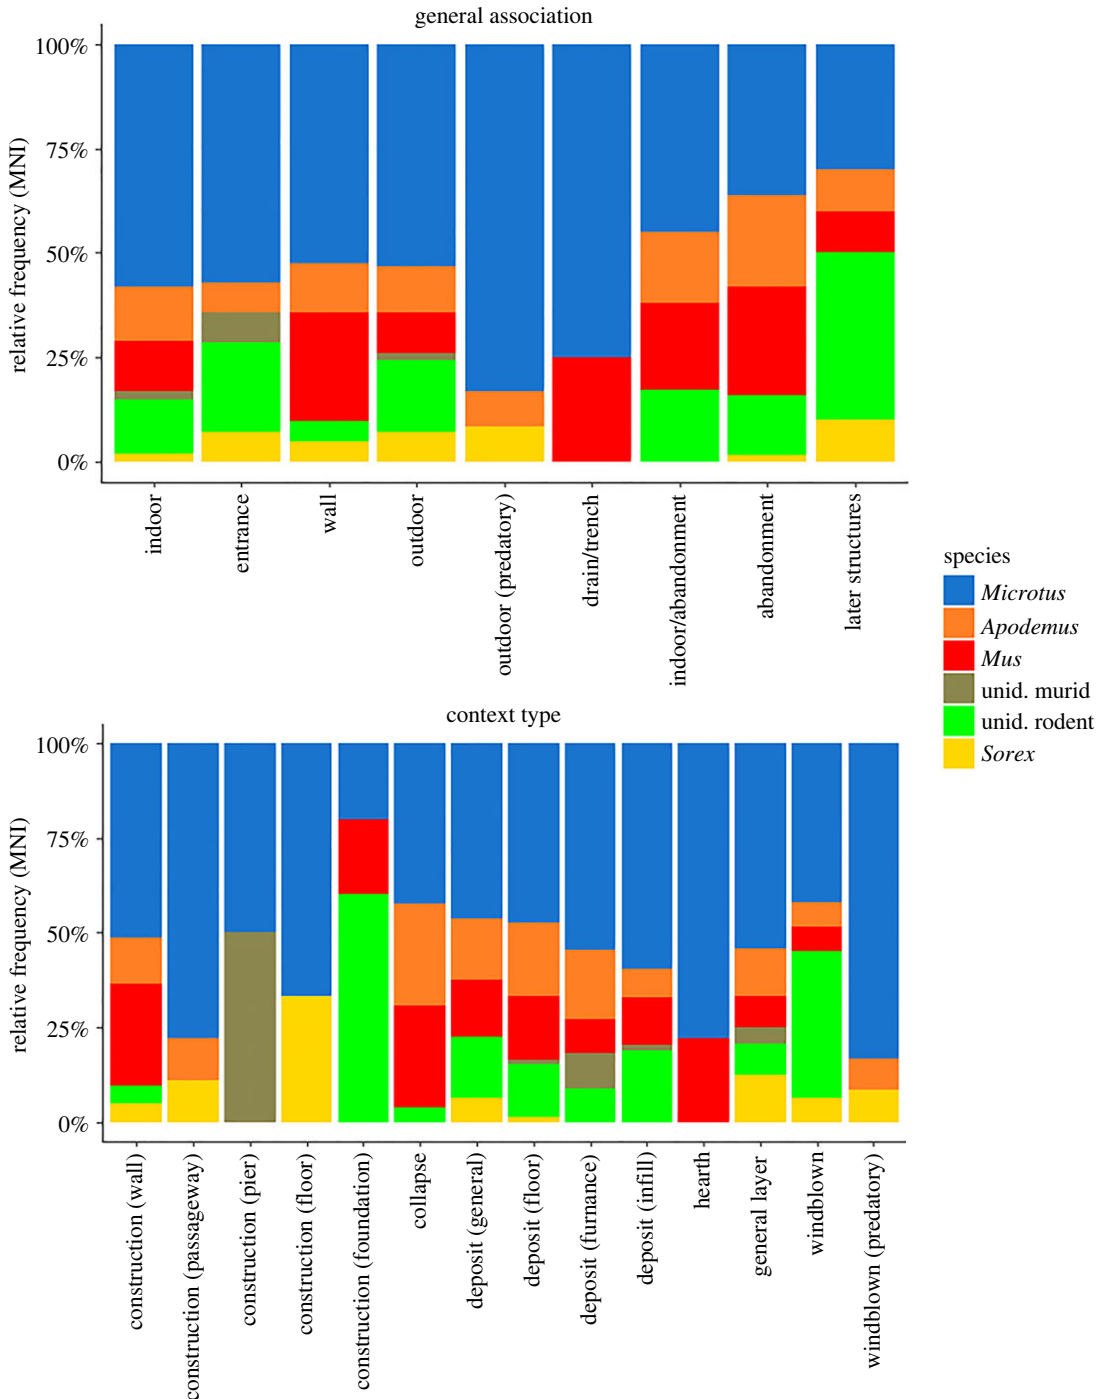 general association
relative frequency (MNI)
100%
75%
50%
25%
0%
indoor
entrance
wall
outdoor
outdoor (predatory)
drain/trench
indoor/abandonment
abandonment
later structures
species
Microtus
Apodemus
Mus
unid. murid
unid. rodent
Sorex
context type
relative frequency (MNI)
100%
75%
50%
25%
0%
construction (wall)
construction (passageway)
construction (pier)
construction (floor)
construction (foundation)
collapse
deposit (general)
deposit (floor)
deposit (furnance)
deposit (infill)
hearth
general layer
windblown
windblown (predatory)